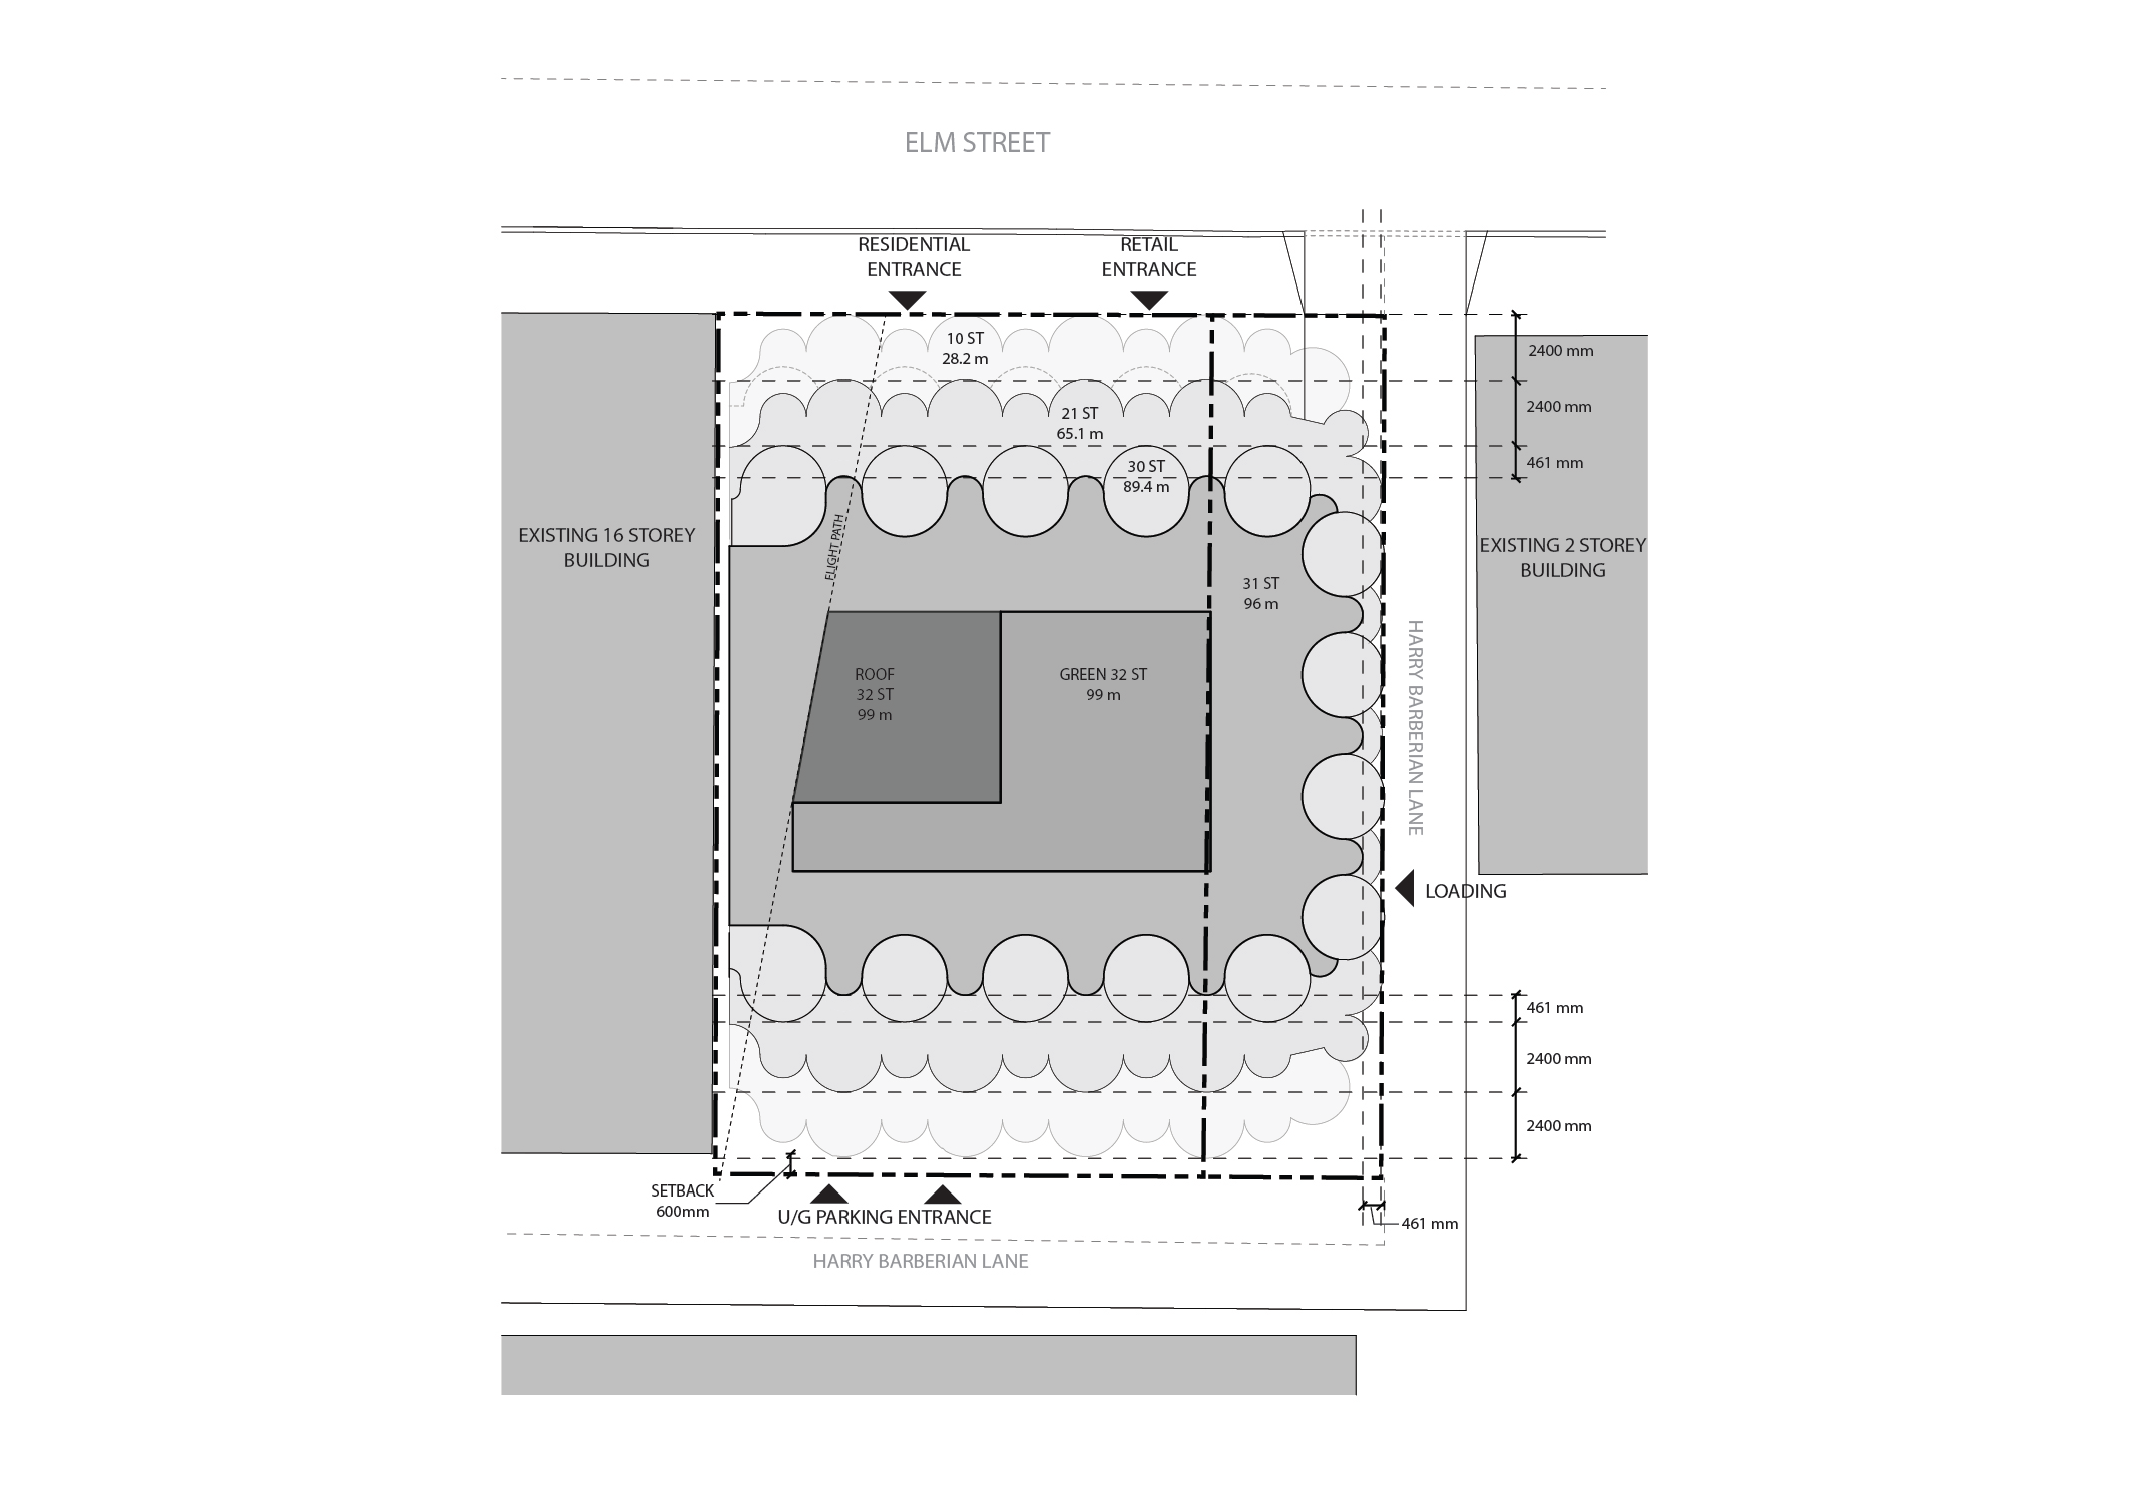 ELM STREET
RESIDENTIAL
ENTRANCE
RETAIL
ENTRANCE
10 ST
28.2 m
2400 mm
21 ST
65.1 m
2400 mm
30 ST
89.4 m
461 mm
EXISTING 16 STOREY
BUILDING
FLIGHT PATH
31 ST
96 m
EXISTING 2 STOREY
BUILDING
ROOF
32 ST
99 m
GREEN 32 ST
99 m
HARRY BARBERIAN LANE
LOADING
461 mm
2400 mm
2400 mm
SETBACK
600mm
U/G PARKING ENTRANCE
461 mm
HARRY BARBERIAN LANE